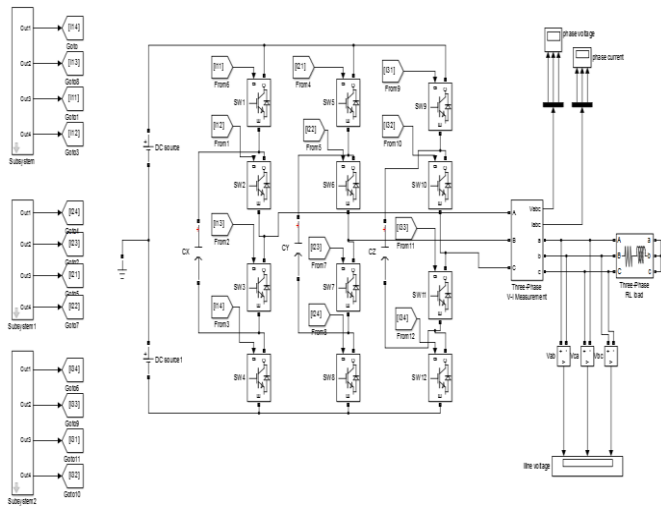 Out1
[I14]
Goto
Out2
[I13]
Out3
[I11]
Goto1
Out4
[I12]
Goto3
Subsystem
Out1
[I24]
Out2
[I23]
Out3
[I21]
Out4
[I22]
Goto7
Subsystem1
Out1
[I34]
Goto6
Out2
[I33]
Goto9
Out3
[I31]
Goto11
Out4
[I32]
Goto10
Subsystem2
DC source
DC source1
[I11]
SW1
[I12]
From1
SW2
CX
[I13]
From2
SW3
[I14]
From3
SW4
[I21]
From4
SW5
[I22]
From5
SW6
CY
[I23]
From7
SW7
[I24]
SW8
[I31]
From9
SW9
[I32]
From10
SW10
CZ
[I33]
From11
SW11
[I34]
From12
SW12
phase voltage
phase current
Vabc
Iabc
A
B
C
a
b
c
Three-Phase
V-I Measurement
A
B
C
Three-Phase
RL load
Vab
Vca
Vbc
line voltage